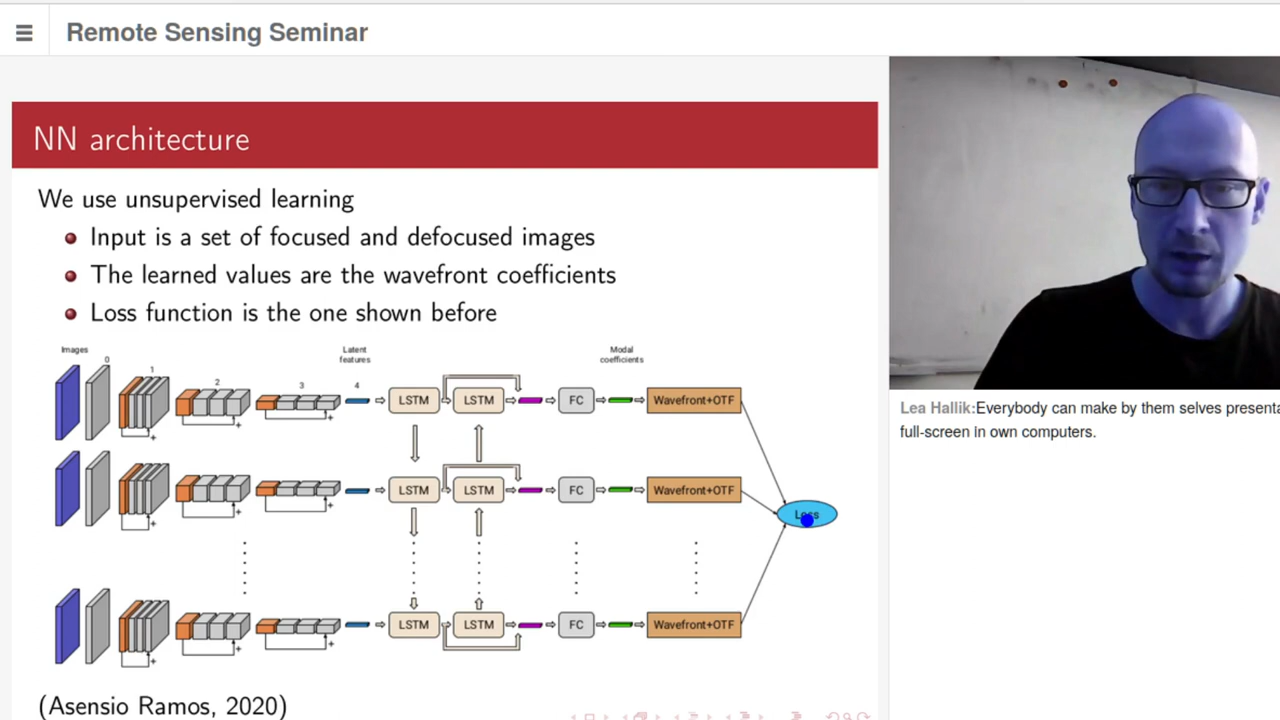 Remote Sensing Seminar
NN architecture
We use unsupervised learning
Input is a set of focused and defocused images
The learned values are the wavefront coefficients
Loss function is the one shown before
Images
0
1
2
3
Latent
features
4
Modal
coefficients
LSTM LSTM FC Wavefront+OTF
+ + +
LSTM LSTM FC Wavefront+OTF
+ + +
Loss
LSTM LSTM FC Wavefront+OTF
+ + +
(Asensio Ramos, 2020)
Lea Hallik:Everybody can make by them selves
full-screen in own computers.